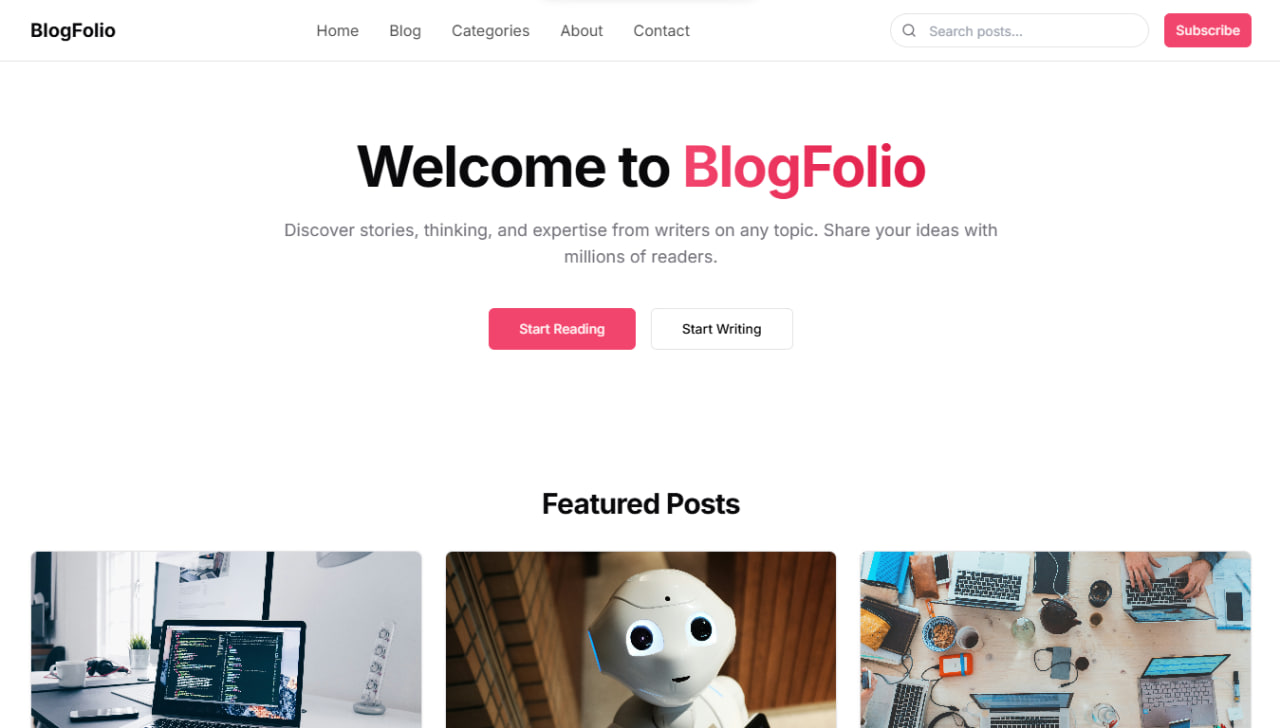 BlogFolio
Home
Blog
Categories
About
Contact
Search posts...
Subscribe
Welcome to BlogFolio
Discover stories, thinking, and expertise from writers on any topic. Share your ideas with
millions of readers.
Start Reading
Start Writing
Featured Posts